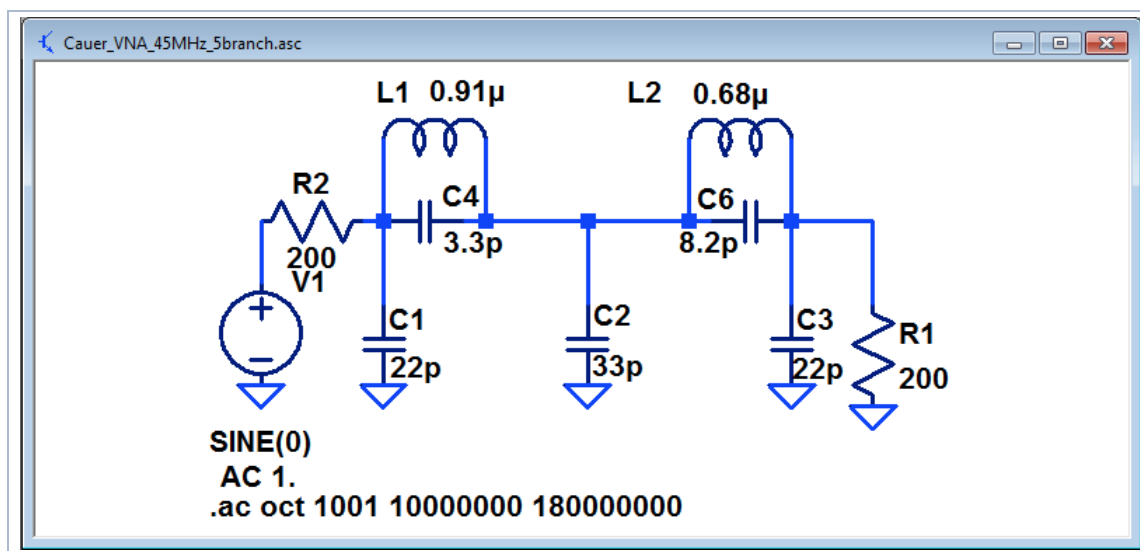 Cauer_VNA_45MHz_5branch.asc
L1 0.91µ
L2 0.68µ
R2
200
V1
C4
3.3p
C6
8.2p
C1
22p
C2
33p
C3
22p
R1
200
SINE(0)
AC 1.
.ac oct 1001 10000000 180000000